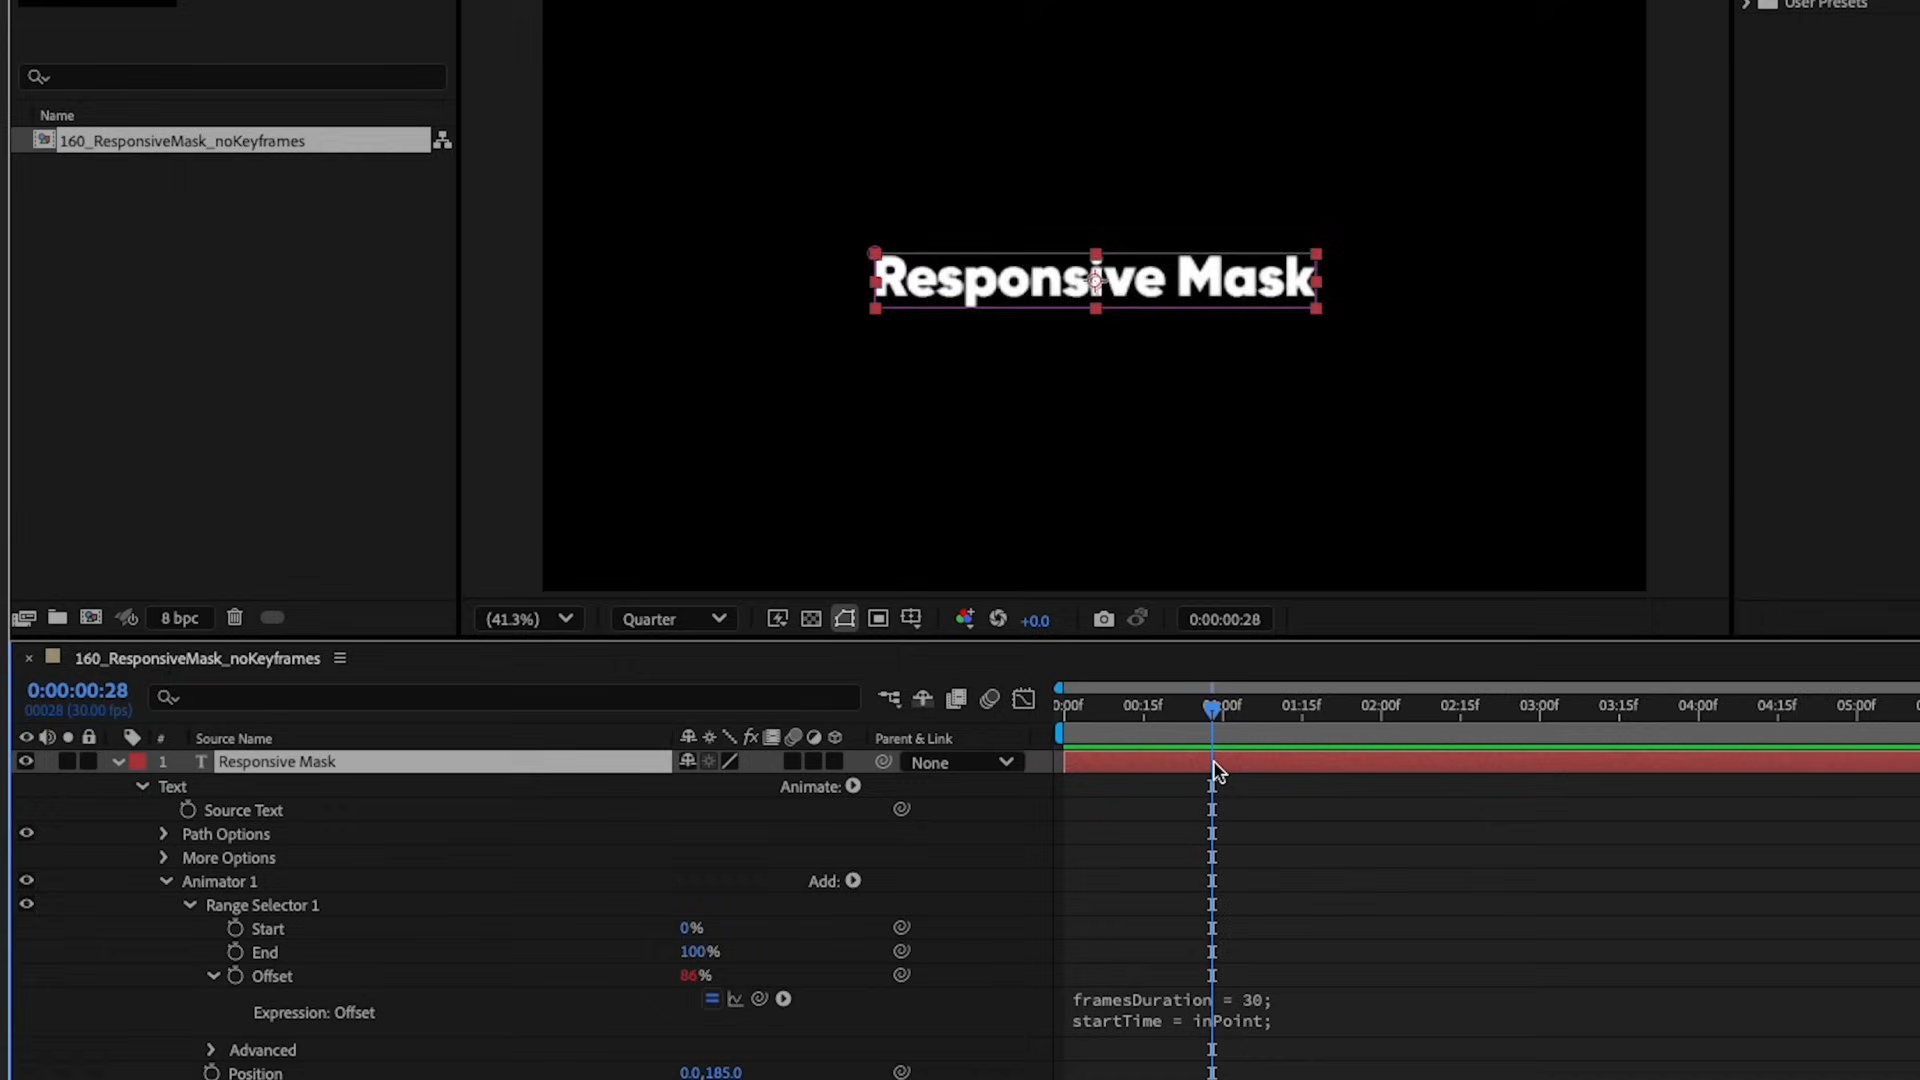 User Presets
Name
160_ResponsiveMask_noKeyframes
Responsive Mask
8 bpc
(41.3%)
Quarter
+0.0
0:00:00:28
× 160_ResponsiveMask_noKeyframes
0:00:00:28
00028 (30.00 fps)
0:00f 00:15f 01:00f 01:15f 02:00f 02:15f 03:00f 03:15f 04:00f 04:15f 05:00f
# Source Name fx Parent & Link
1 T Responsive Mask None
Text Animate:
Source Text
Path Options
More Options
Animator 1 Add:
Range Selector 1
Start 0%
End 100%
Offset 86%
Expression: Offset
framesDuration = 30;
startTime = inPoint;
Advanced
Position 0.0,185.0